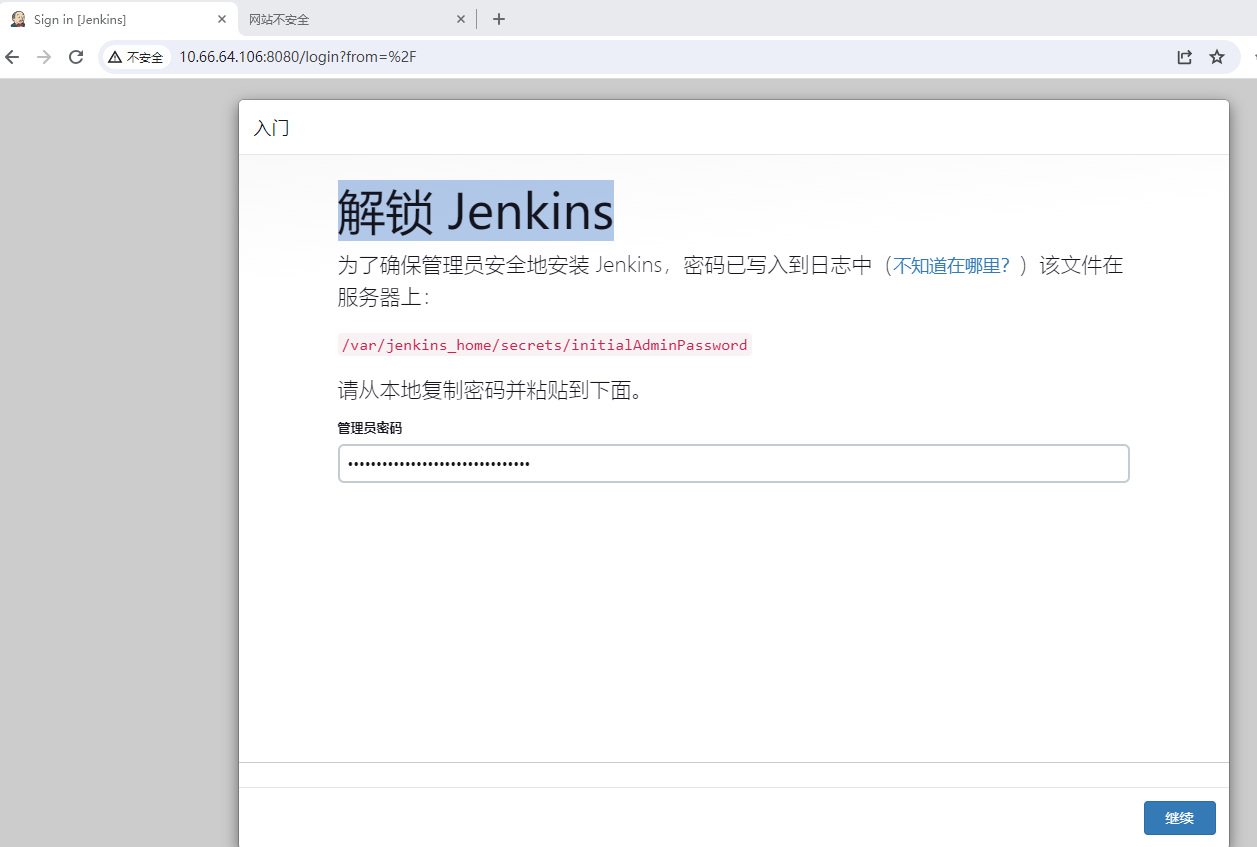 Sign in [Jenkins]
网站不安全
不安全
10.66.64.106:8080/login?from=%2F
入门
解锁 Jenkins
为了确保管理员安全地安装 Jenkins，密码已写入到日志中（不知道在哪里？）该文件在
服务器上：
/var/jenkins_home/secrets/initialAdminPassword
请从本地复制密码并粘贴到下面。
管理员密码
••••••••••••••••••••••••••••••••
继续